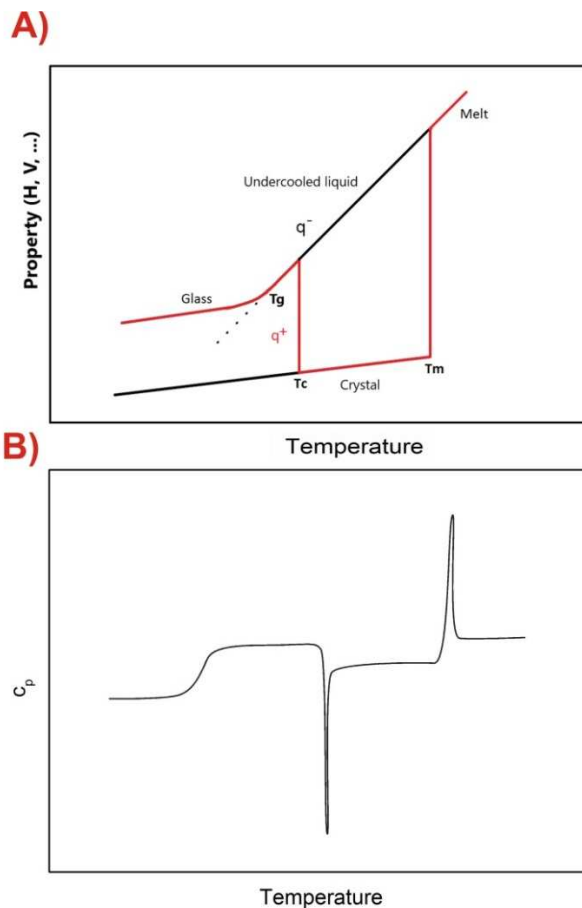 A)
Property (H, V, ...)
Melt
Undercooled liquid
q⁻
Glass
Tg
q⁺
Tc
Crystal
Tm
Temperature
B)
cₚ
Temperature